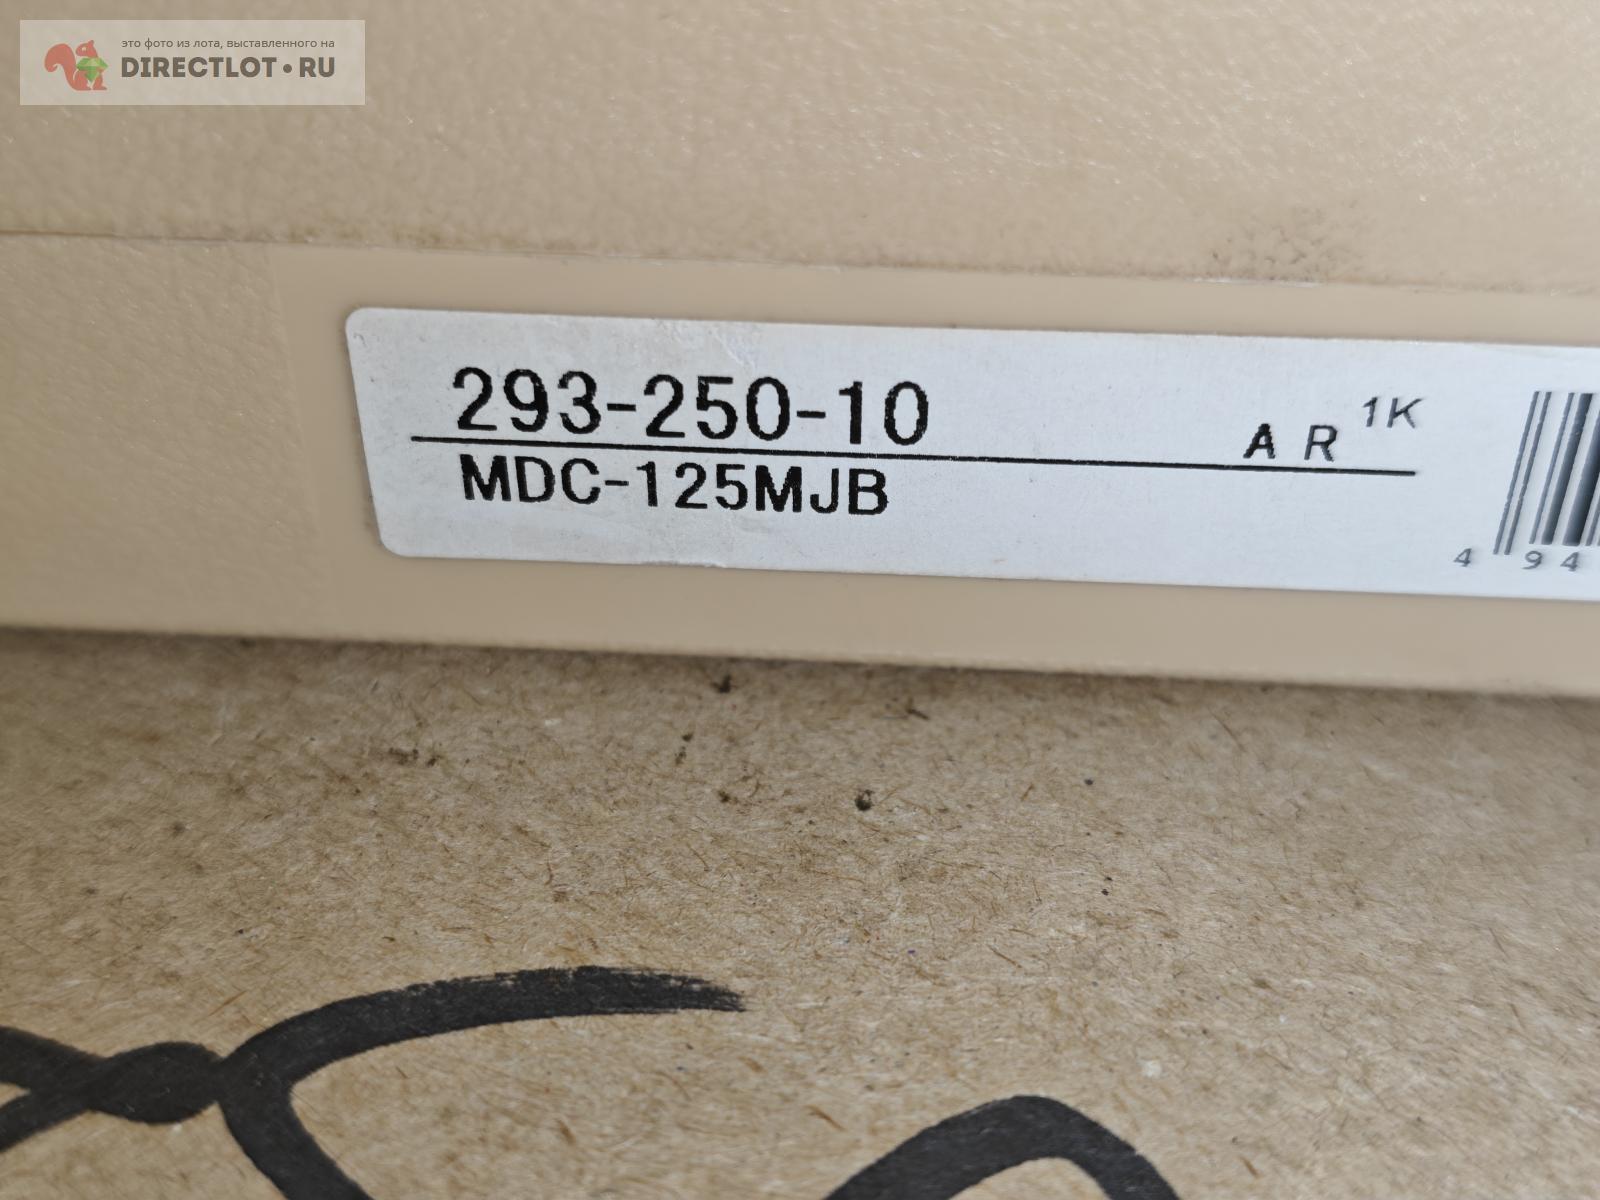 это фото из лота, выставленного на
DIRECTLOT•RU
293-250-10
A R 1K
MDC-125MJB
4 94